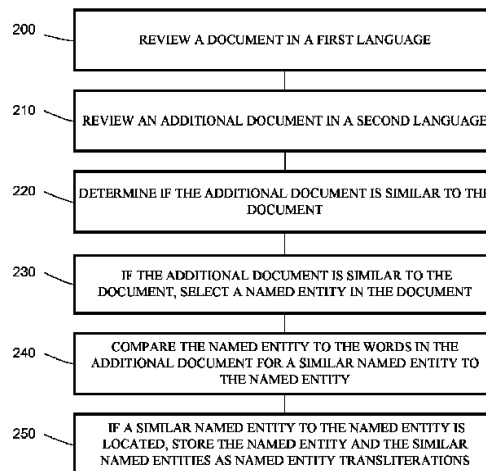 200
REVIEW A DOCUMENT IN A FIRST LANGUAGE
210
REVIEW AN ADDITIONAL DOCUMENT IN A SECOND LANGUAGE
220
DETERMINE IF THE ADDITIONAL DOCUMENT IS SIMILAR TO THE
DOCUMENT
230
IF THE ADDITIONAL DOCUMENT IS SIMILAR TO THE
DOCUMENT, SELECT A NAMED ENTITY IN THE DOCUMENT
240
COMPARE THE NAMED ENTITY TO THE WORDS IN THE
ADDITIONAL DOCUMENT FOR A SIMILAR NAMED ENTITY TO
THE NAMED ENTITY
250
IF A SIMILAR NAMED ENTITY TO THE NAMED ENTITY IS
LOCATED, STORE THE NAMED ENTITY AND THE SIMILAR
NAMED ENTITIES AS NAMED ENTITY TRANSLITERATIONS